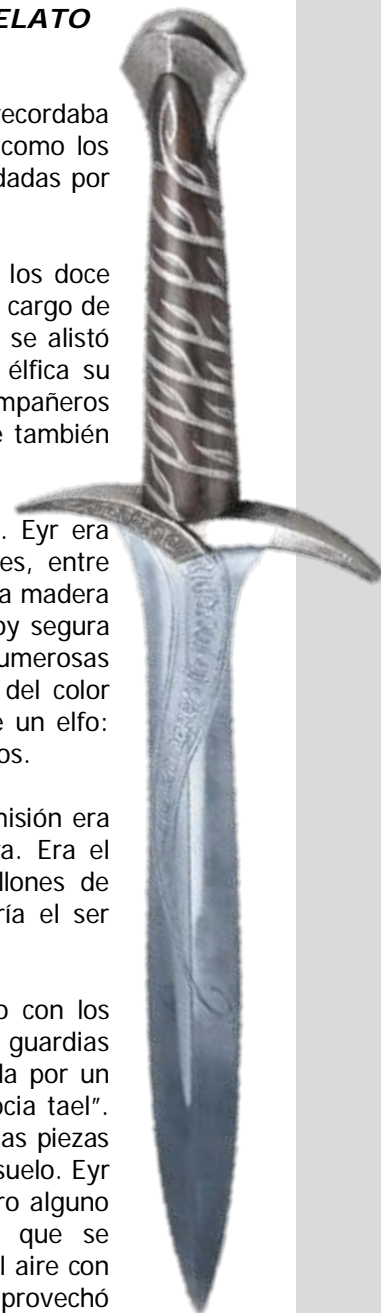 ELATO
recordaba
como los
dadas por
los doce
cargo de
se alistó
élfica su
mpañeros
también
. Eyr era
es, entre
a madera
segura
umerosas
del color
un elfo:
os.
nisión era
ra. Era el
llones de
ría el ser
o con los
guardias
da por un
ocia tael".
as piezas
suelo. Eyr
ro alguno
que se
l aire con
provechó